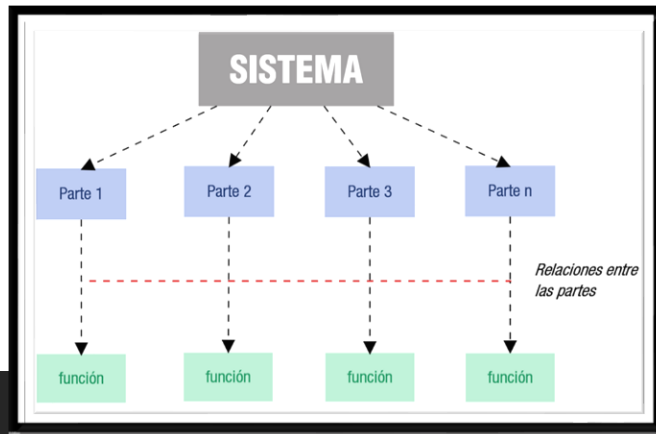 SISTEMA
Parte 1
Parte 2
Parte 3
Parte n
Relaciones entre
las partes
función
función
función
función